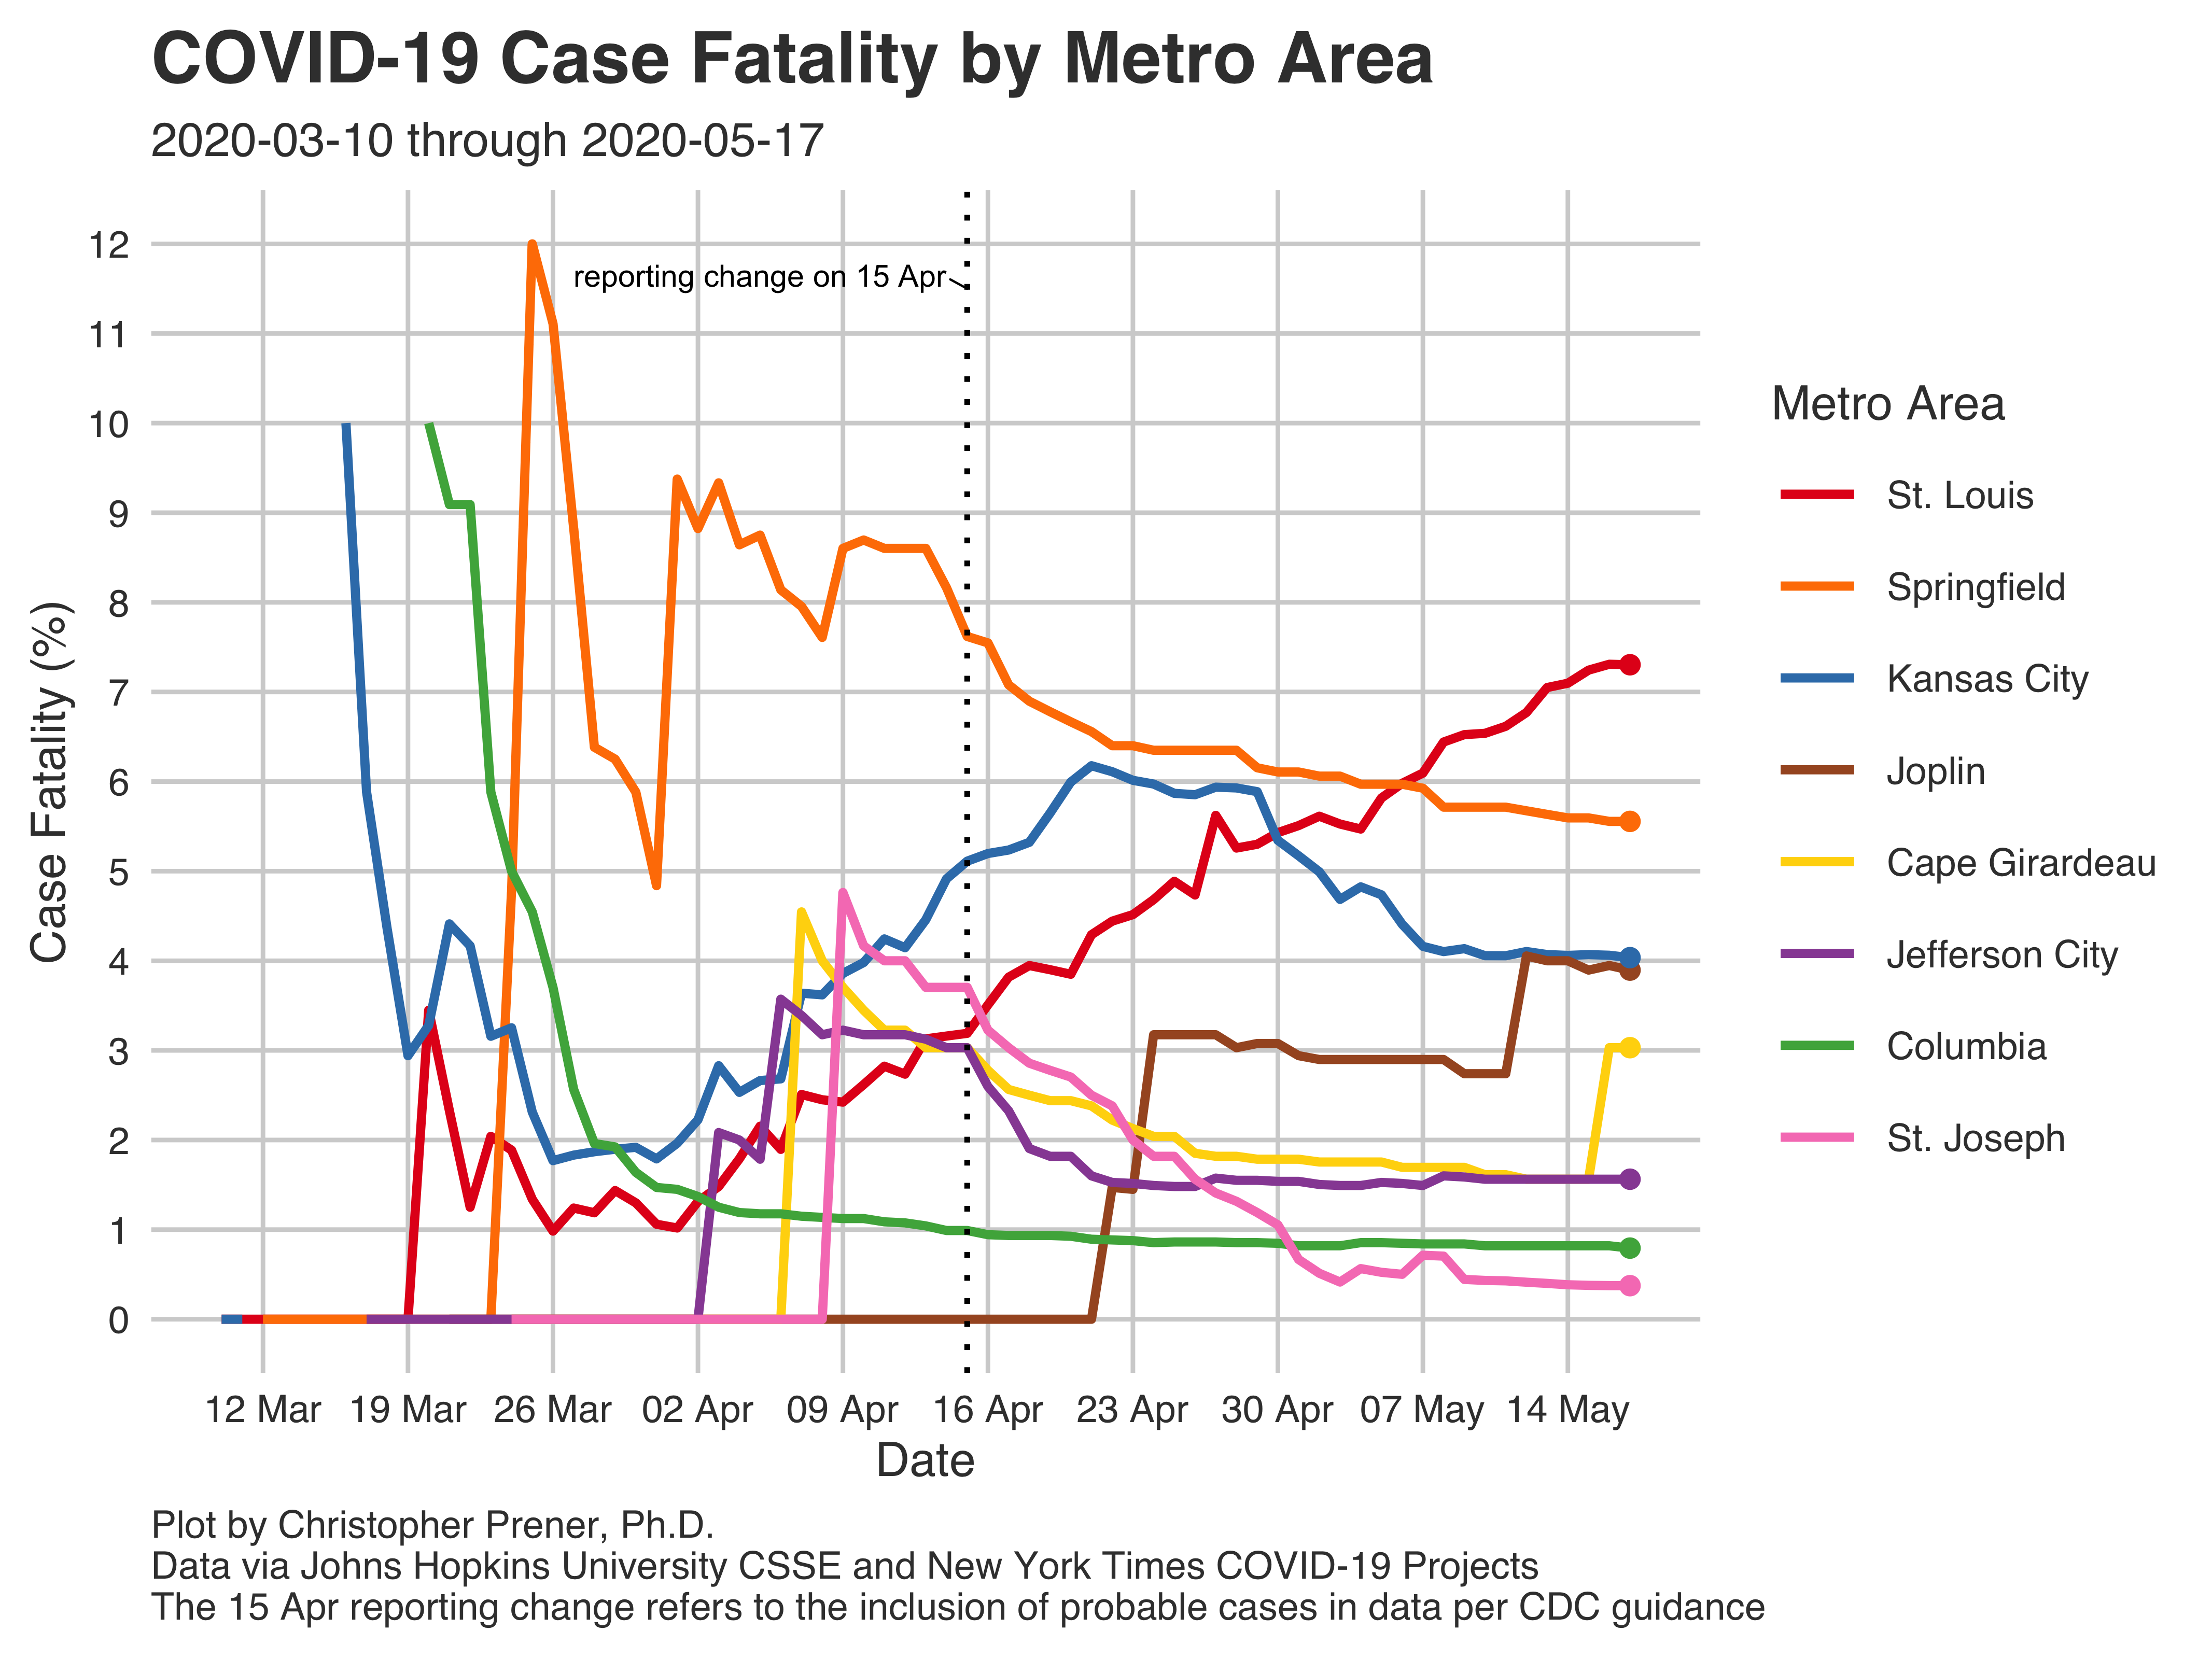 COVID-19 Case Fatality by Metro Area
2020-03-10 through 2020-05-17
12
11
10
9
8
7
6
5
4
3
2
1
0
Case Fatality (%)
reporting change on 15 Apr
12 Mar
19 Mar
26 Mar
02 Apr
09 Apr
16 Apr
23 Apr
30 Apr
07 May
14 May
Date
Metro Area
St. Louis
Springfield
Kansas City
Joplin
Cape Girardeau
Jefferson City
Columbia
St. Joseph
Plot by Christopher Prener, Ph.D.
Data via Johns Hopkins University CSSE and New York Times COVID-19 Projects
The 15 Apr reporting change refers to the inclusion of probable cases in data per CDC guidance